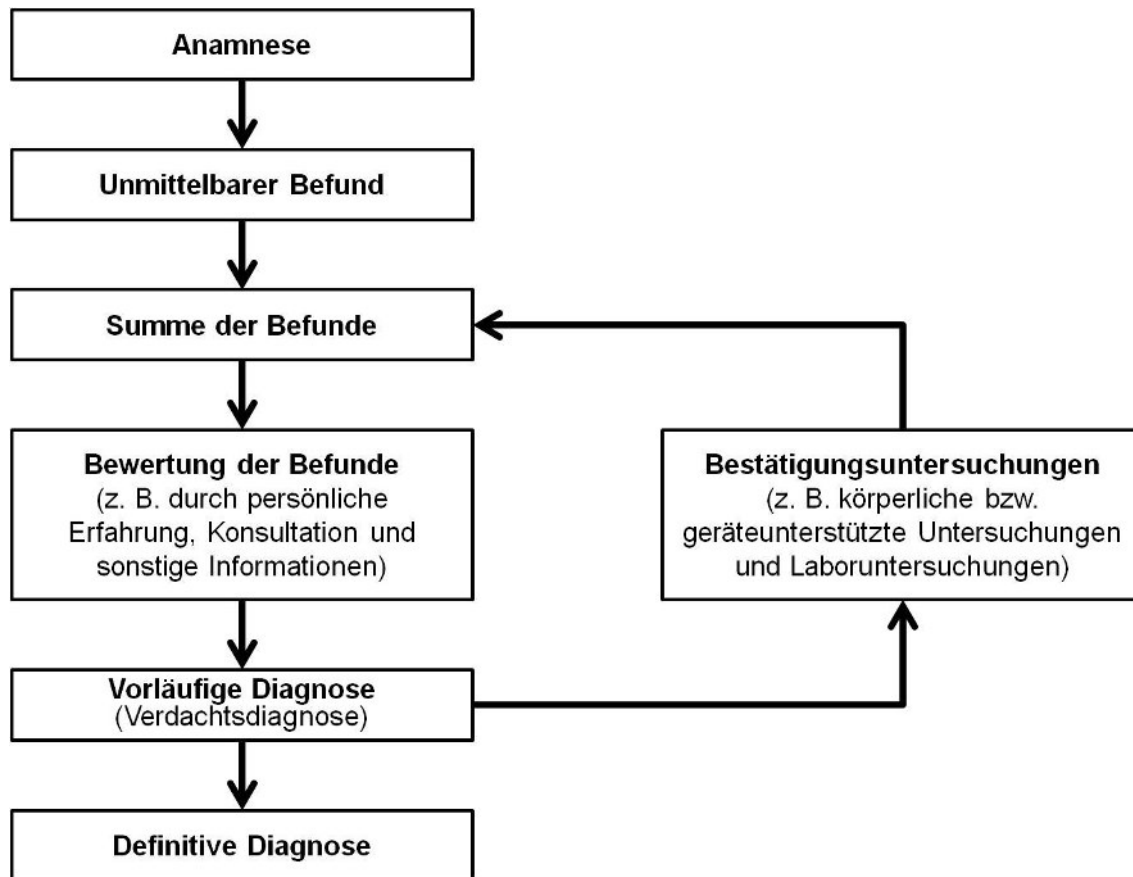 Anamnese
Unmittelbarer Befund
Summe der Befunde
Bewertung der Befunde
(z. B. durch persönliche
Erfahrung, Konsultation und
sonstige Informationen)
Bestätigungsuntersuchungen
(z. B. körperliche bzw.
geräteunterstützte Untersuchungen
und Laboruntersuchungen)
Vorläufige Diagnose
(Verdachtsdiagnose)
Definitive Diagnose